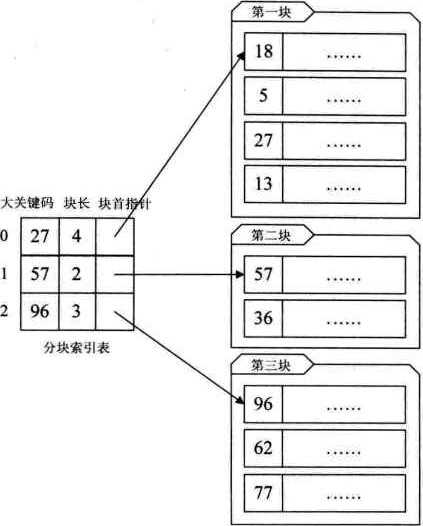 第一块
18 ……
5 ……
27 ……
13 ……
大关键码 块长 块首指针
0 27 4
1 57 2
2 96 3
分块索引表
第二块
57 ……
36 ……
第三块
96 ……
62 ……
77 ……